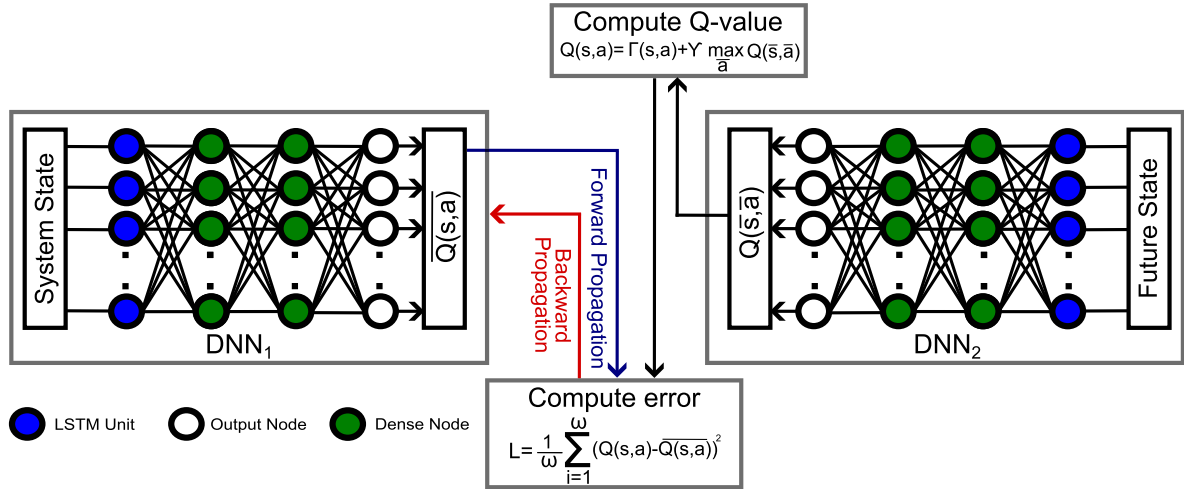 Compute Q-value
Q(s,a)= Γ(s,a)+ϒ max Q(s̅,a̅)
a̅
System State
Q(s,a)̅
DNN₁
Forward Propagation
Backward
Propagation
Q(s̅,a̅)
Future State
DNN₂
Compute error
L= 1/ω ∑ (Q(s,a)-Q(s,a)̅)²
ω
i=1
LSTM Unit
Output Node
Dense Node